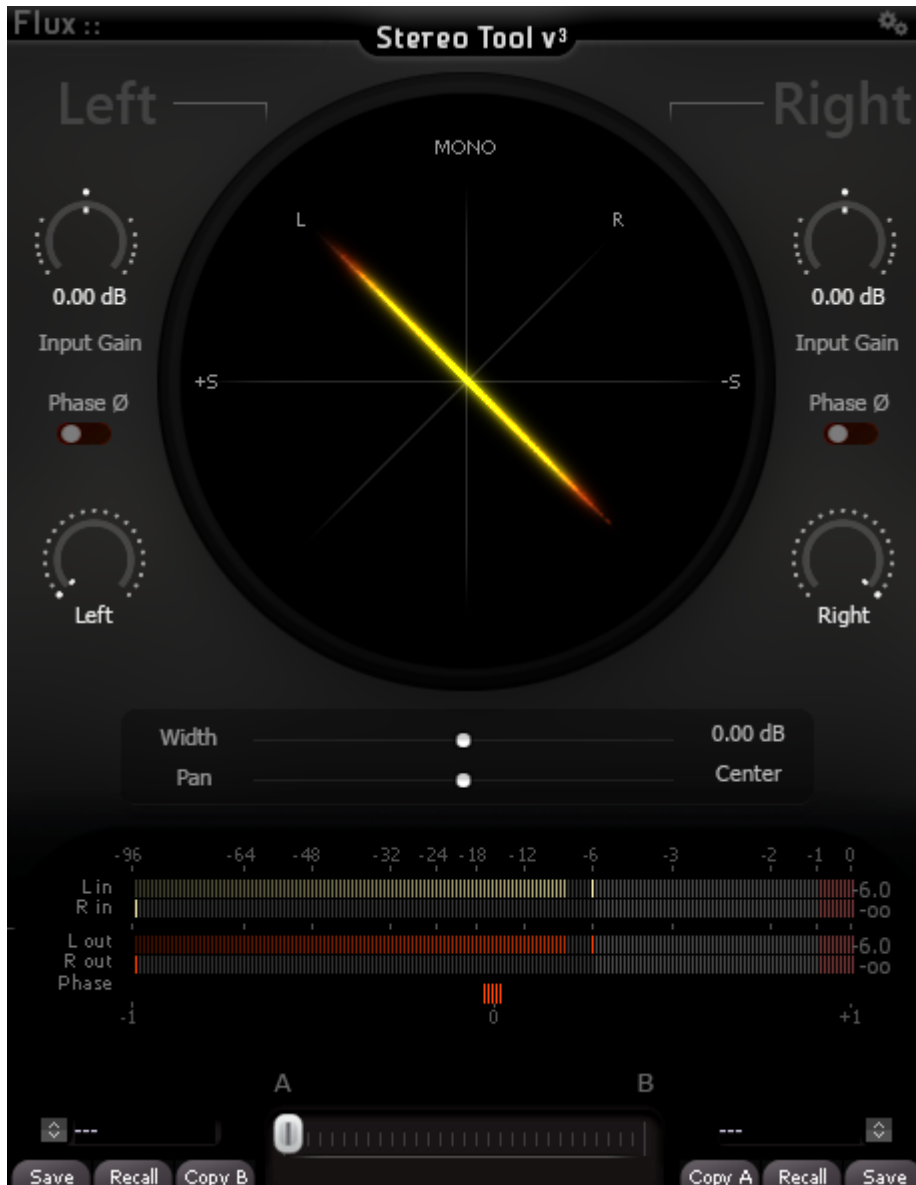 Flux ::
Stereo Tool v³
Left
Right
MONO
L
R
+S
-S
0.00 dB
0.00 dB
Input Gain
Input Gain
Phase Ø
Phase Ø
Left
Right
Width 0.00 dB
Pan Center
-96 -64 -48 -32 -24 -18 -12 -6 -3 -2 -1 0
L in -6.0
R in -oo
L out -6.0
R out -oo
Phase
-1 0 +1
A B
--- ---
Save Recall Copy B Copy A Recall Save